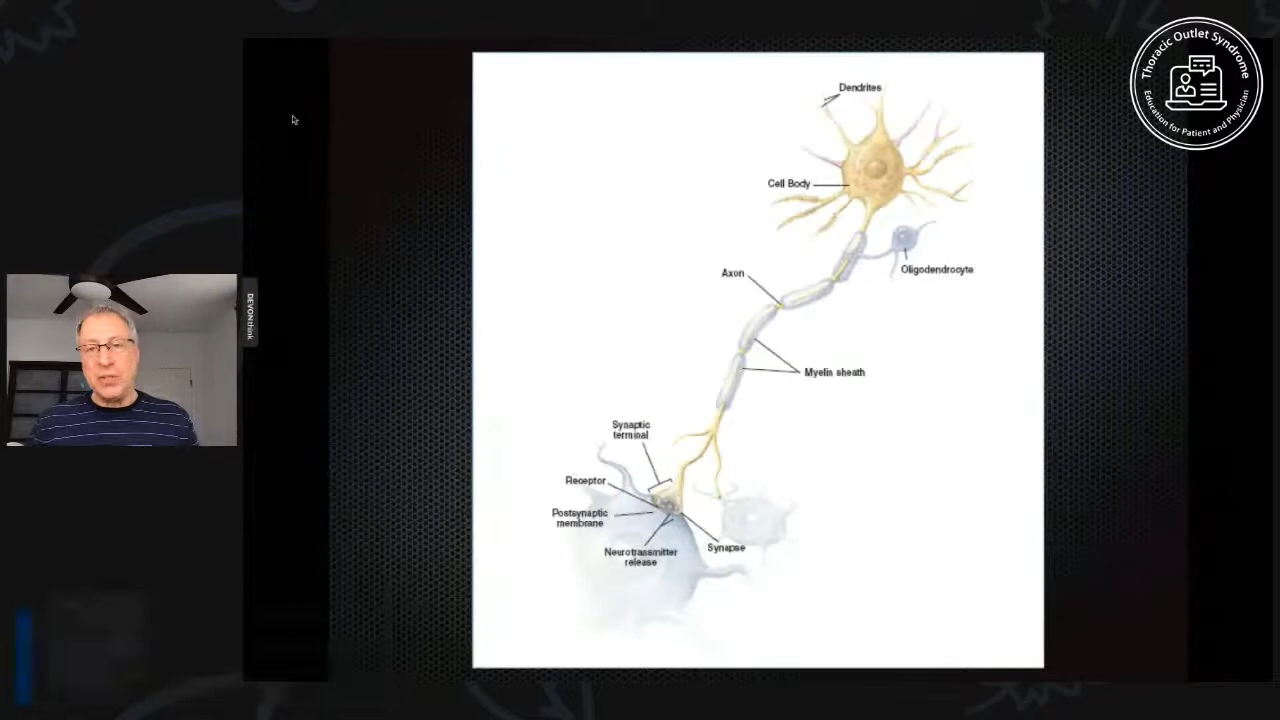 Thoracic Outlet Syndrome
Education for Patient and Physician
Dendrites
Cell Body
Oligodendrocyte
Axon
DEVONthink
Myelin sheath
Synaptic
terminal
Receptor
Postsynaptic
membrane
Neurotransmitter
release
Synapse